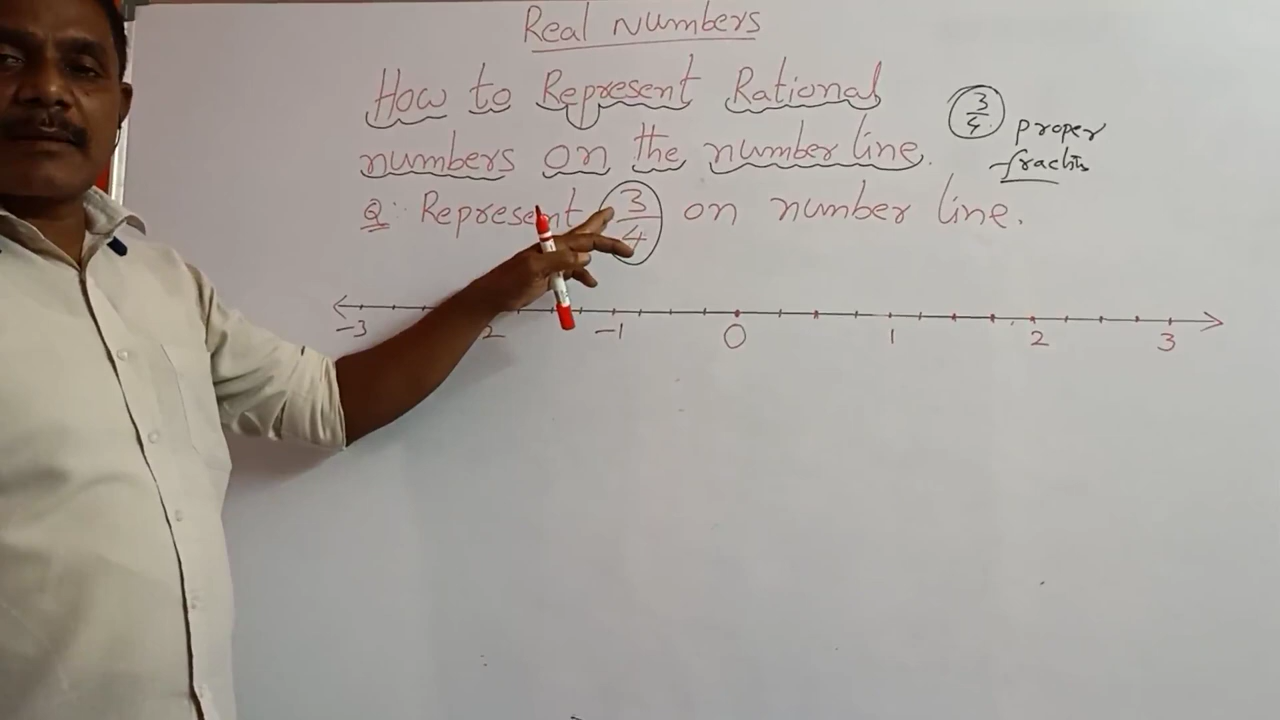 Real Numbers
How to Represent Rational
numbers on the number line.
3/4 proper
Q: Represent 3/4 on number line.
-3 2 -1 0 1 2 3